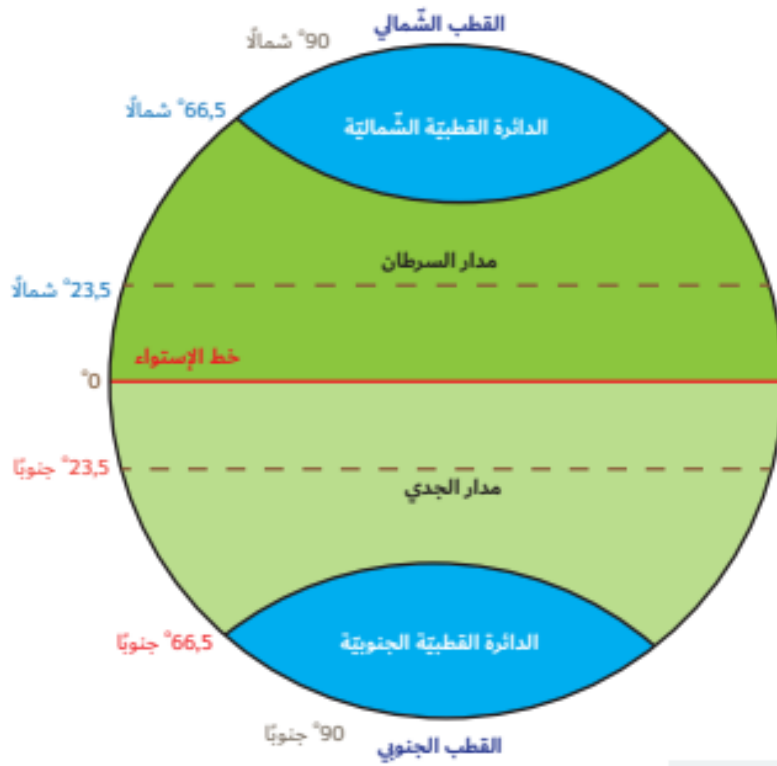 القطب الشّمالي
90° شمالًا
66,5° شمالًا
الدائرة القطبيّة الشّماليّة
مدار السرطان
23,5° شمالًا
خط الإستواء
0°
23,5° جنوبًا
مدار الجدي
66,5° جنوبًا
الدائرة القطبيّة الجنوبيّة
90° جنوبًا
القطب الجنوبي